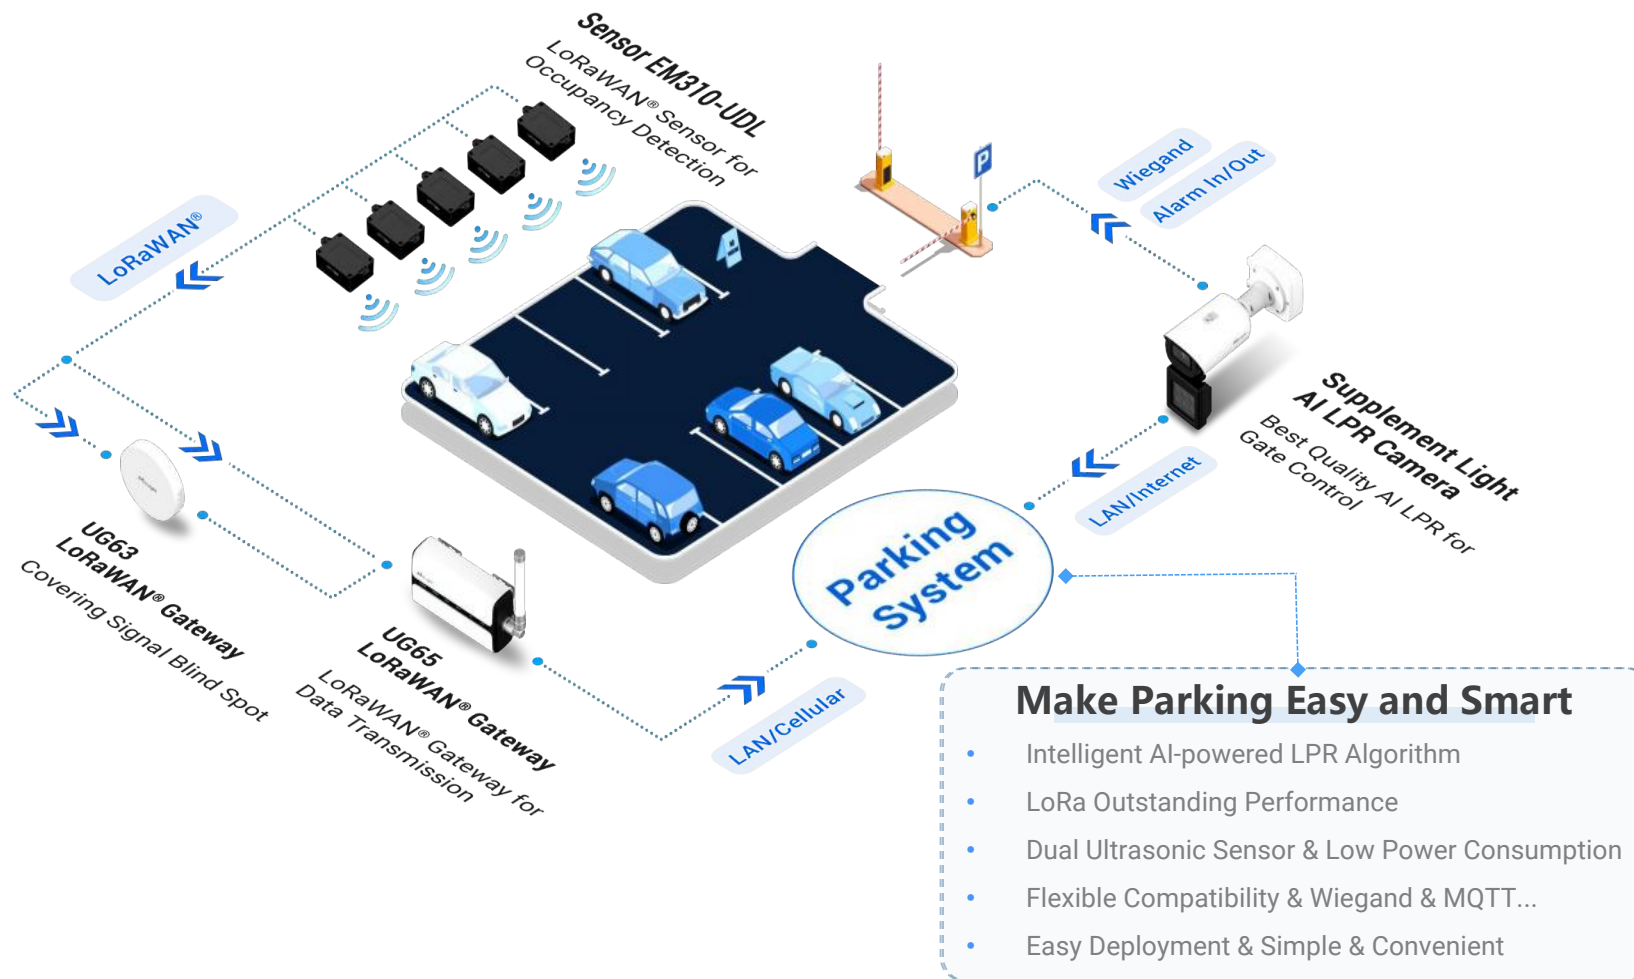 Sensor EM310-UDL
LoRaWAN® Sensor for
Occupancy Detection
LoRaWAN®
Wiegand
Alarm In/Out
P
Supplement Light
AI LPR Camera
Best Quality AI LPR for
Gate Control
LAN/Internet
UG63
LoRaWAN® Gateway
Covering Signal Blind Spot
UG65
LoRaWAN® Gateway
LoRaWAN® Gateway for
Data Transmission
LAN/Cellular
Parking
System
Make Parking Easy and Smart
• Intelligent AI-powered LPR Algorithm
• LoRa Outstanding Performance
• Dual Ultrasonic Sensor & Low Power Consumption
• Flexible Compatibility & Wiegand & MQTT...
• Easy Deployment & Simple & Convenient